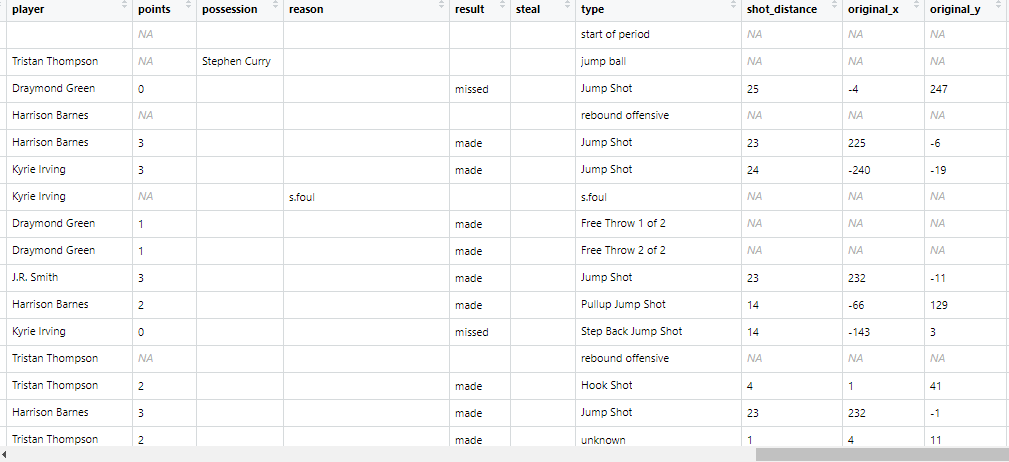 player points possession reason result steal type shot_distance original_x original_y
NA start of period NA NA NA
Tristan Thompson NA Stephen Curry jump ball NA NA NA
Draymond Green 0 missed Jump Shot 25 -4 247
Harrison Barnes NA rebound offensive NA NA NA
Harrison Barnes 3 made Jump Shot 23 225 -6
Kyrie Irving 3 made Jump Shot 24 -240 -19
Kyrie Irving NA s.foul s.foul NA NA NA
Draymond Green 1 made Free Throw 1 of 2 NA NA NA
Draymond Green 1 made Free Throw 2 of 2 NA NA NA
J.R. Smith 3 made Jump Shot 23 232 -11
Harrison Barnes 2 made Pullup Jump Shot 14 -66 129
Kyrie Irving 0 missed Step Back Jump Shot 14 -143 3
Tristan Thompson NA rebound offensive NA NA NA
Tristan Thompson 2 made Hook Shot 4 1 41
Harrison Barnes 3 made Jump Shot 23 232 -1
Tristan Thompson 2 made unknown 1 4 11